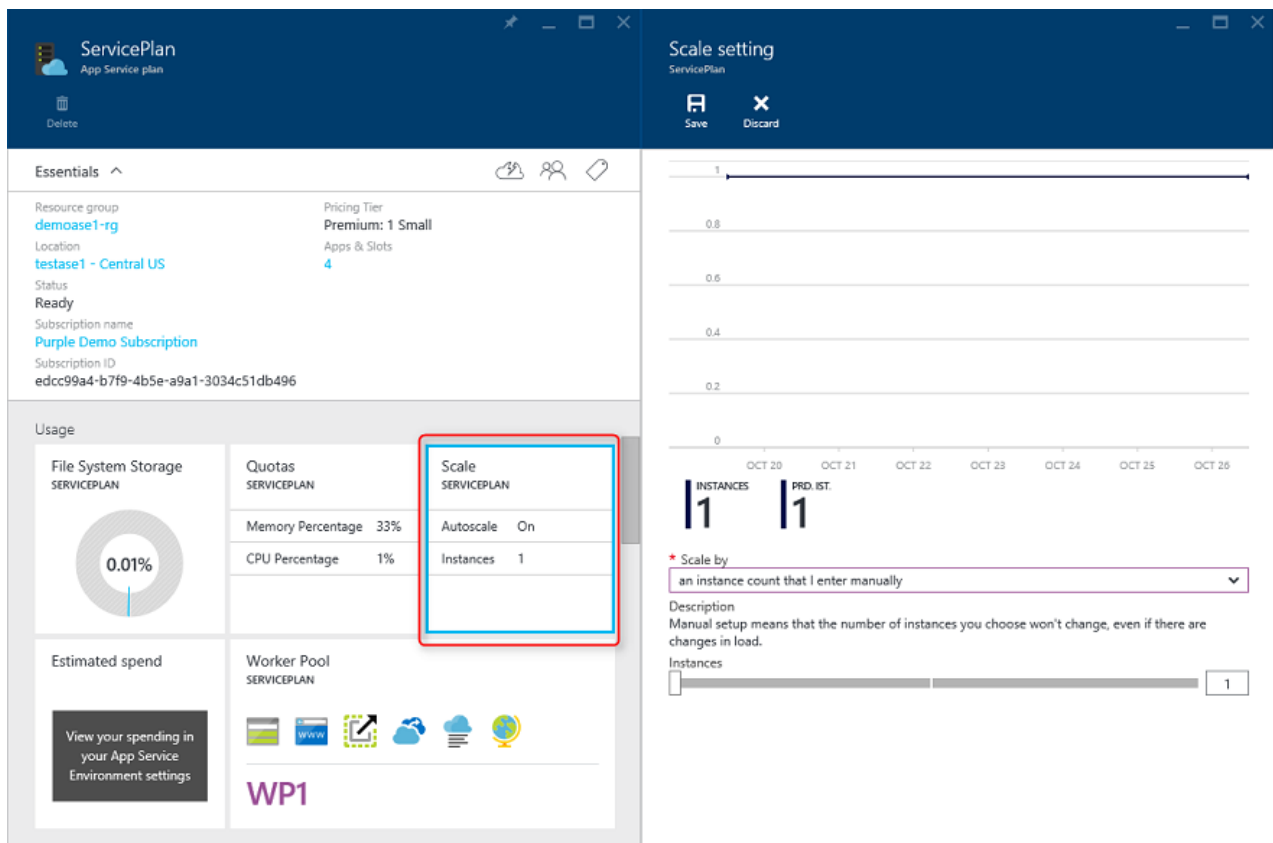 ServicePlan
App Service plan
Delete
Essentials
Resource group
demoase1-rg
Location
testase1 - Central US
Status
Ready
Subscription name
Purple Demo Subscription
Subscription ID
edcc99a4-b7f9-4b5e-a9a1-3034c51db496
Pricing Tier
Premium: 1 Small
Apps & Slots
4
Usage
File System Storage
SERVICEPLAN
0.01%
Quotas
SERVICEPLAN
Memory Percentage 33%
CPU Percentage 1%
Scale
SERVICEPLAN
Autoscale On
Instances 1
Estimated spend
View your spending in
your App Service
Environment settings
Worker Pool
SERVICEPLAN
www
WP1
Scale setting
ServicePlan
Save
Discard
1
0.8
0.6
0.4
0.2
0
OCT 20 OCT 21 OCT 22 OCT 23 OCT 24 OCT 25 OCT 26
INSTANCES
1
PRD. IST.
1
* Scale by
an instance count that I enter manually
Description
Manual setup means that the number of instances you choose won't change, even if there are
changes in load.
Instances
1